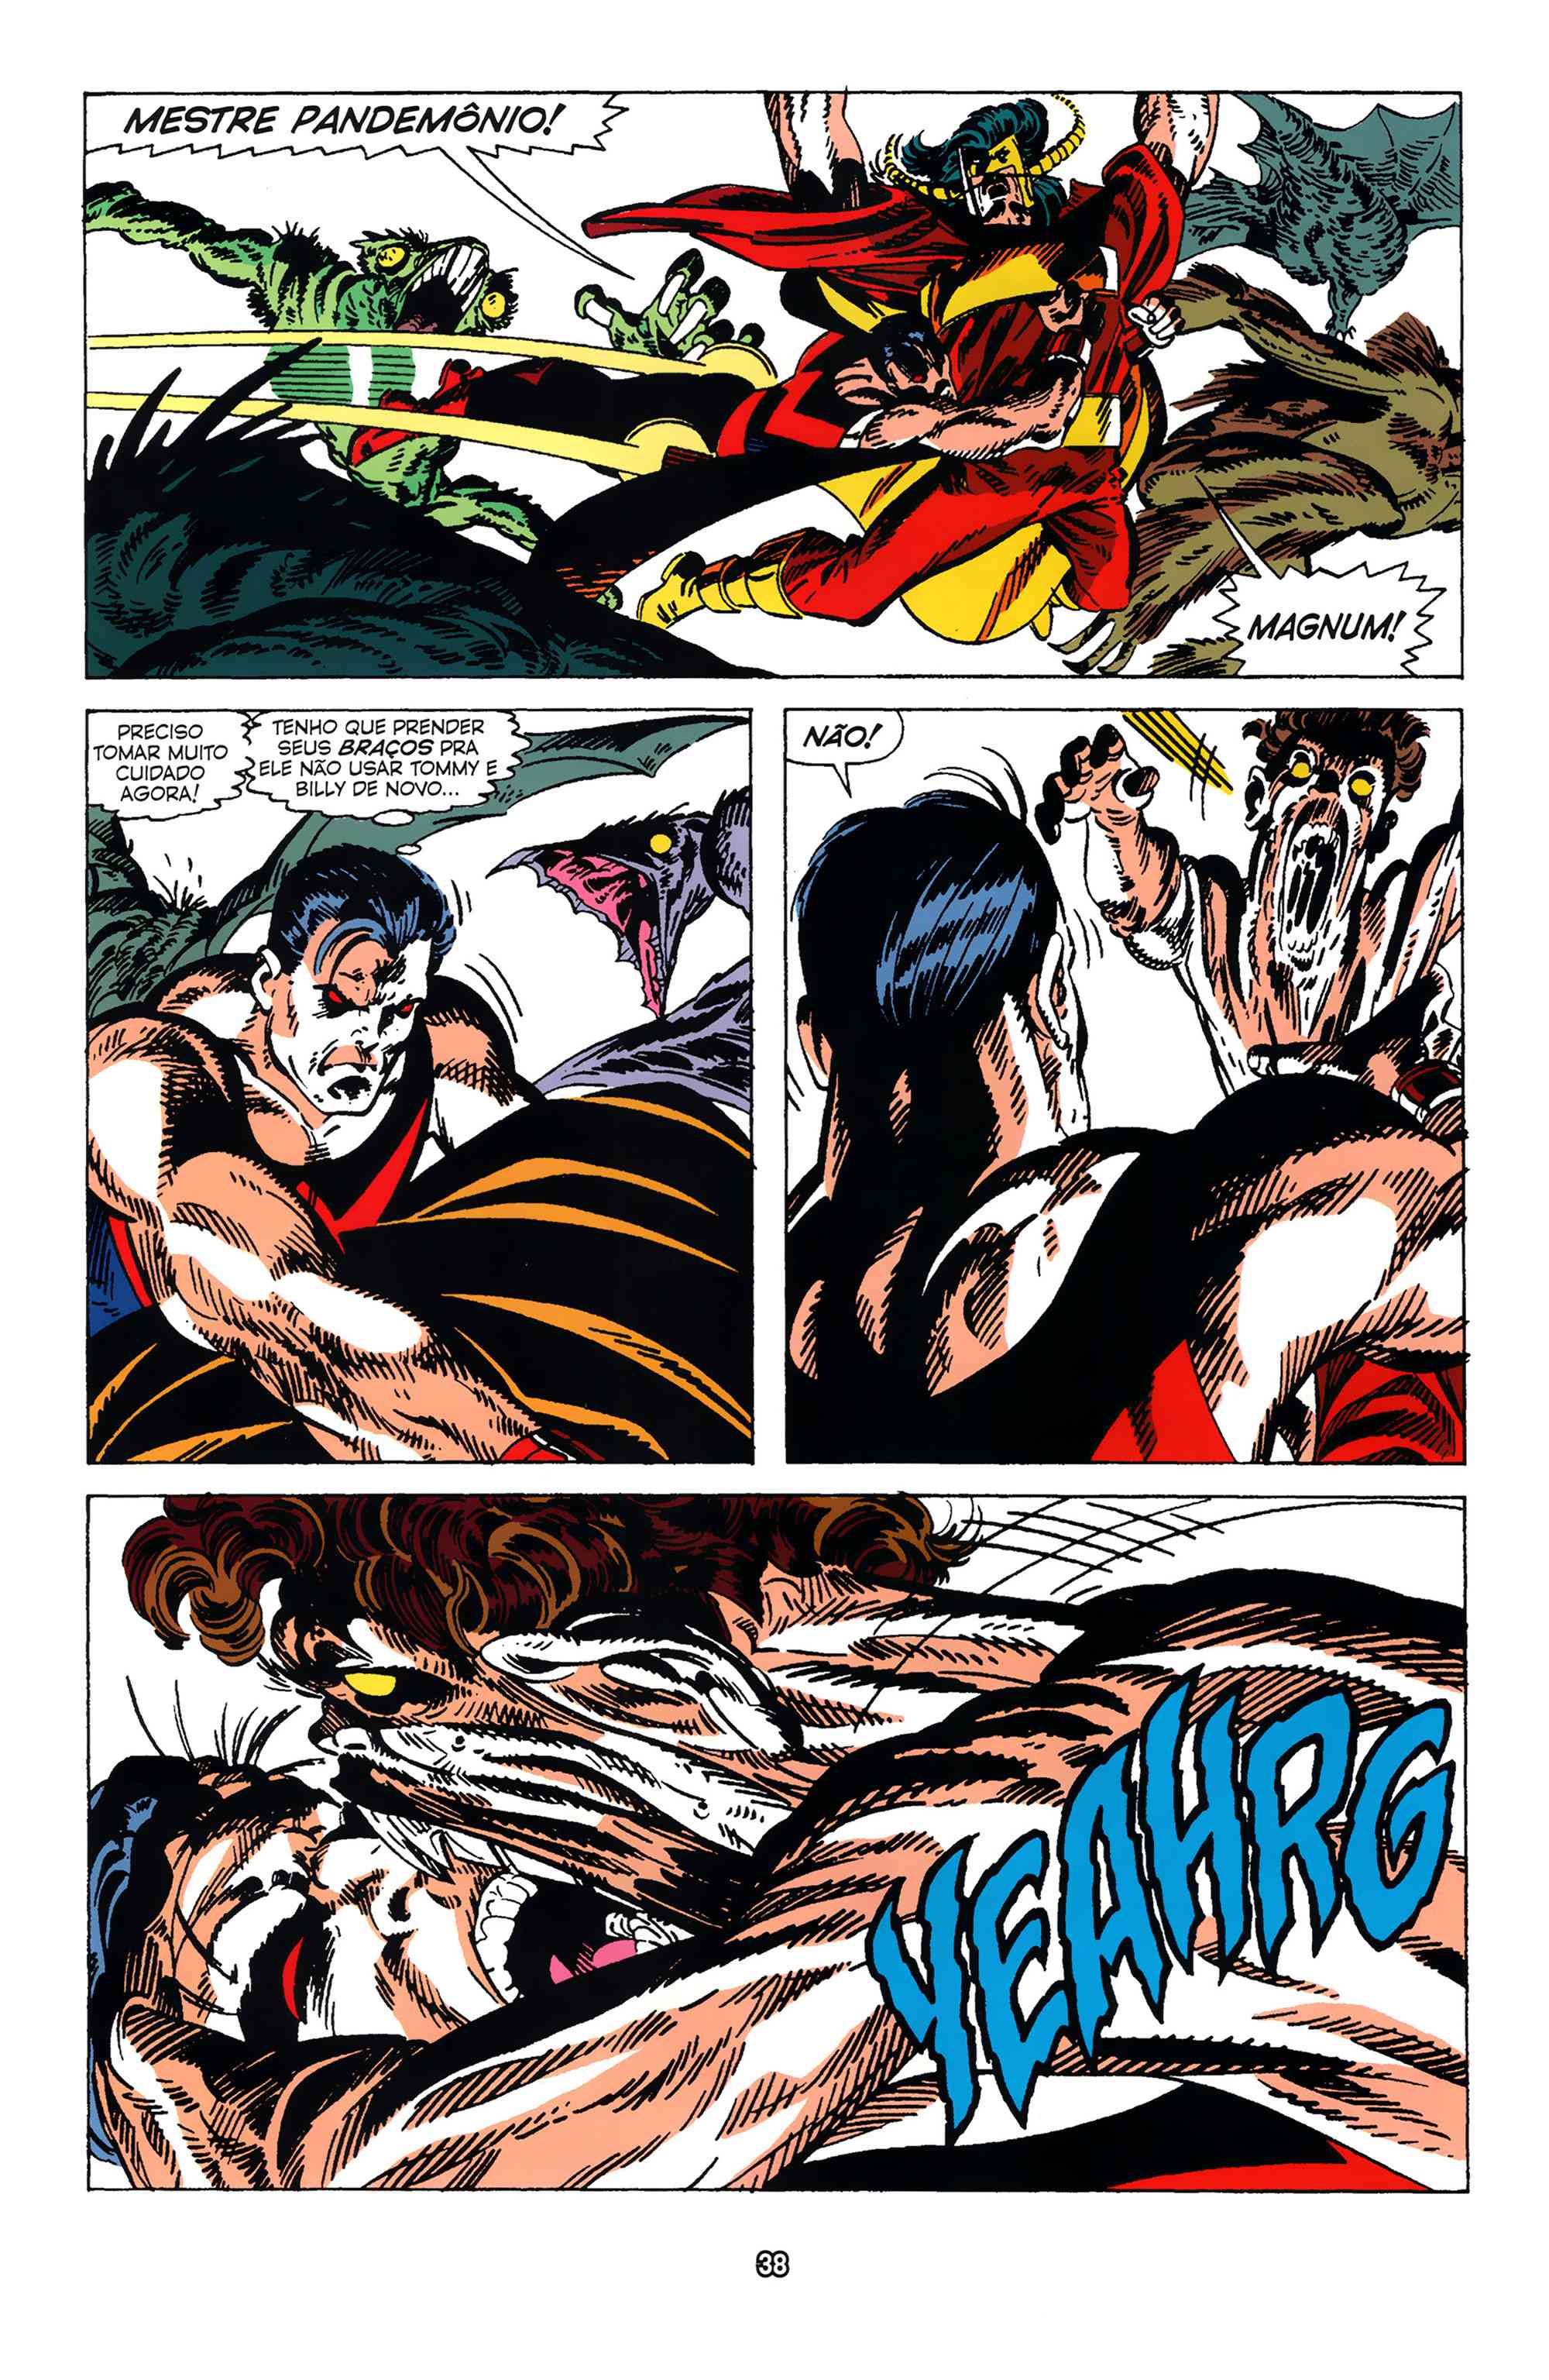 MESTRE PANDEMÔNIO!
MAGNUM!
PRECISO
TOMAR MUITO
CUIDADO
AGORA!
TENHO QUE PRENDER
SEUS BRAÇOS PRA
ELE NÃO USAR TOMMY E
BILLY DE NOVO...
NÃO!
YEAHRG
38